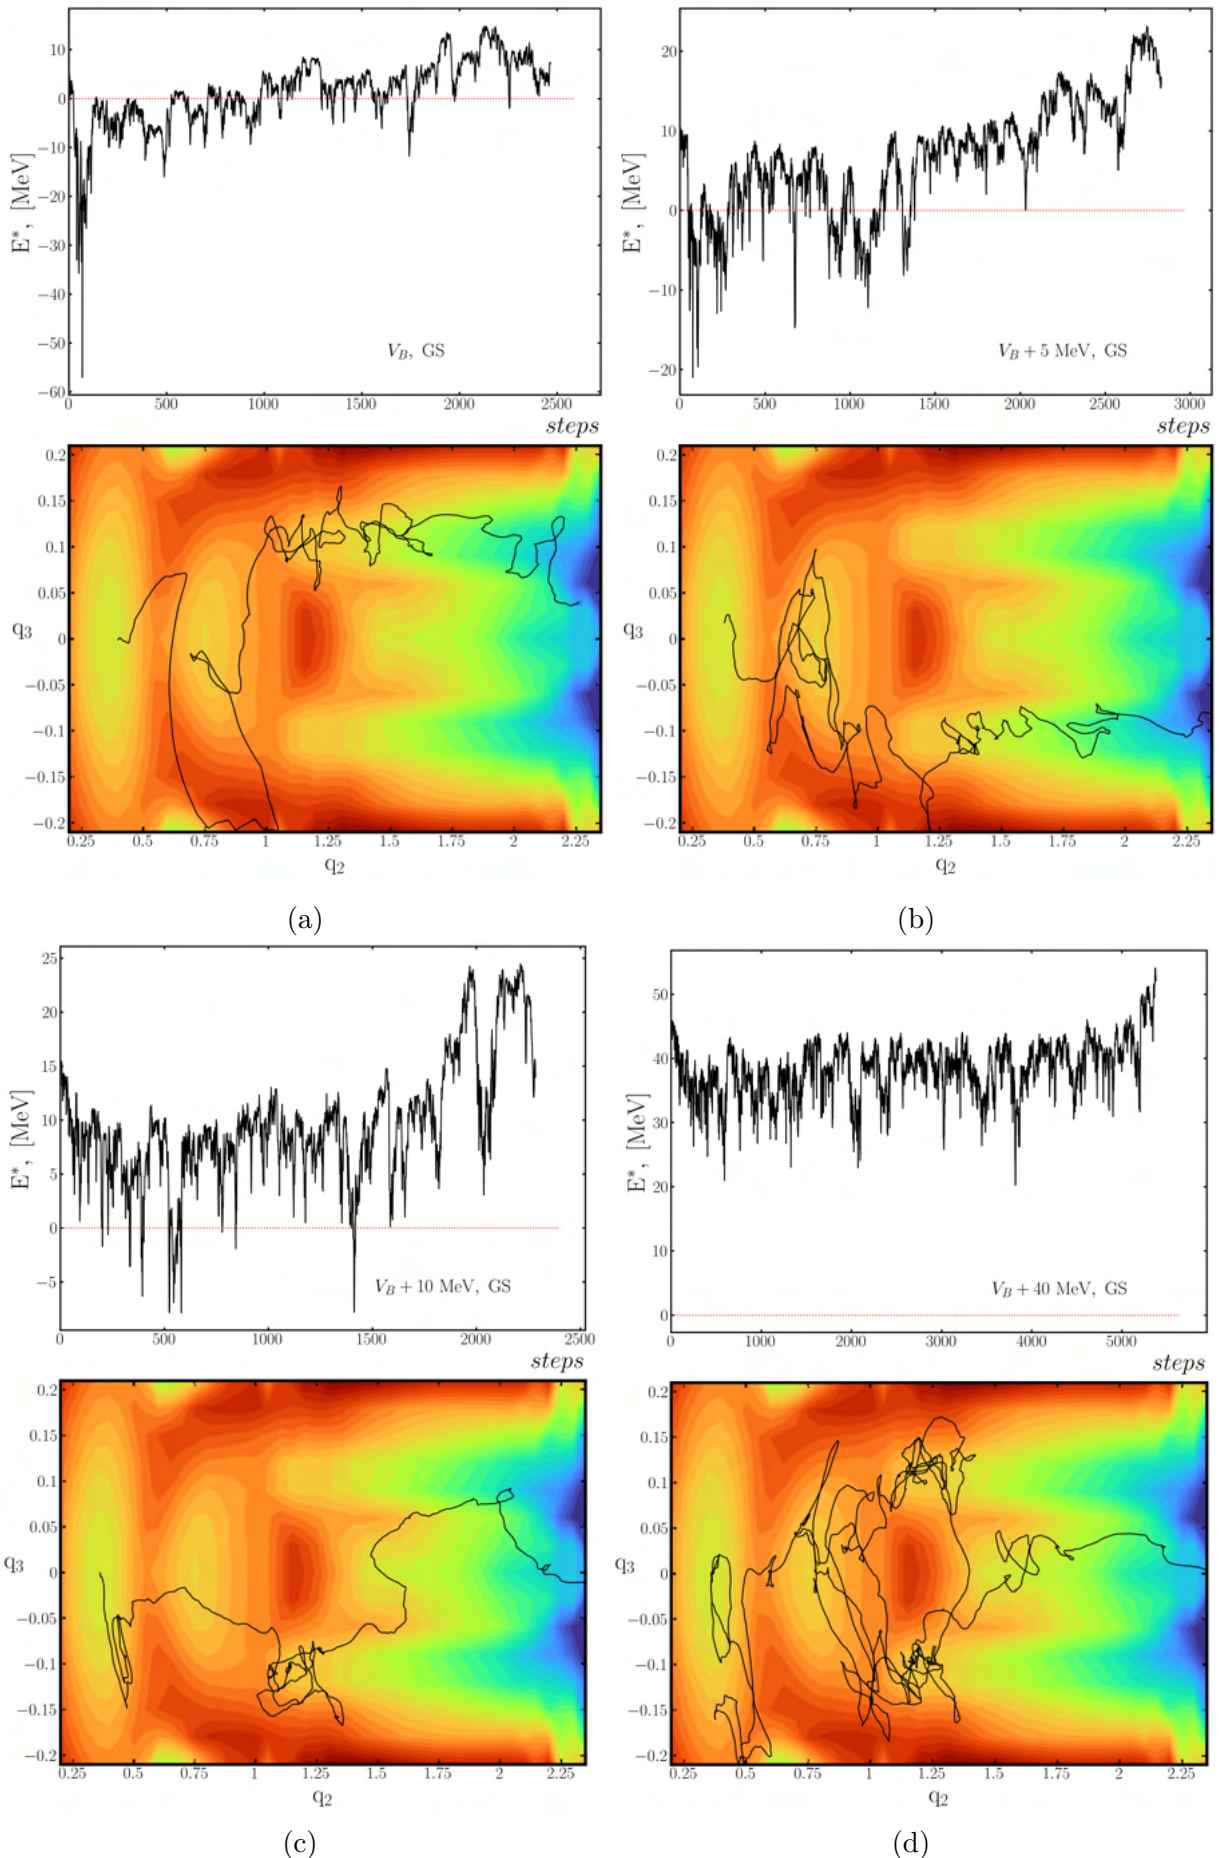 10
0
−10
−20
−30
−40
−50
−60
E*, [MeV]
V_B, GS
0 500 1000 1500 2000 2500
steps
20
10
0
−10
−20
E*, [MeV]
V_B + 5 MeV, GS
0 500 1000 1500 2000 2500 3000
steps
0.2
0.15
0.1
0.05
0
−0.05
−0.1
−0.15
−0.2
q₃
0.25 0.5 0.75 1 1.25 1.5 1.75 2 2.25
q₂
0.2
0.15
0.1
0.05
0
−0.05
−0.1
−0.15
−0.2
q₃
0.25 0.5 0.75 1 1.25 1.5 1.75 2 2.25
q₂
(a)
(b)
25
20
15
10
5
0
−5
E*, [MeV]
V_B + 10 MeV, GS
0 500 1000 1500 2000 2500
steps
50
40
30
20
10
0
E*, [MeV]
V_B + 40 MeV, GS
0 1000 2000 3000 4000 5000
steps
0.2
0.15
0.1
0.05
0
−0.05
−0.1
−0.15
−0.2
q₃
0.25 0.5 0.75 1 1.25 1.5 1.75 2 2.25
q₂
0.2
0.15
0.1
0.05
0
−0.05
−0.1
−0.15
−0.2
q₃
0.25 0.5 0.75 1 1.25 1.5 1.75 2 2.25
q₂
(c)
(d)